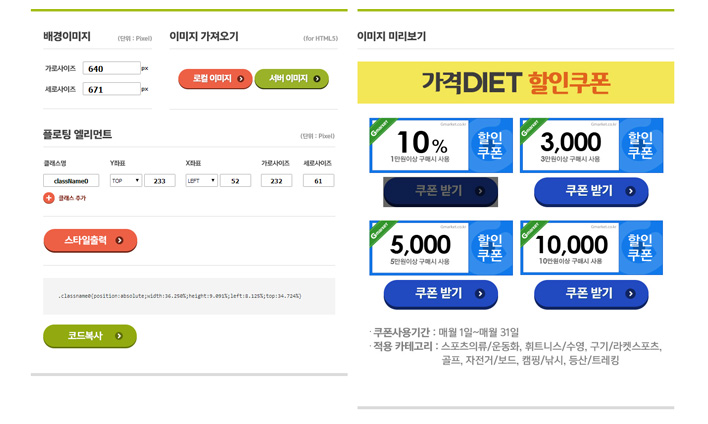 배경이미지 (단위 : Pixel)
가로사이즈 640 px
세로사이즈 671 px
이미지 가져오기 (for HTML5)
로컬 이미지 서버 이미지
플로팅 엘리먼트 (단위 : Pixel)
클래스명 Y좌표 X좌표 가로사이즈 세로사이즈
className0 TOP 233 LEFT 52 232 61
클래스 추가
스타일출력
.classname0{position:absolute;width:36.250%;height:9.091%;left:8.125%;top:34.724%}
코드복사
이미지 미리보기
가격DIET 할인쿠폰
Gmarket Gmarket.co.kr
10% 할인
쿠폰
1만원이상 구매시 사용
쿠폰 받기
Gmarket Gmarket.co.kr
3,000 할인
쿠폰
3만원이상 구매시 사용
쿠폰 받기
Gmarket Gmarket.co.kr
5,000 할인
쿠폰
5만원이상 구매시 사용
쿠폰 받기
Gmarket Gmarket.co.kr
10,000 할인
쿠폰
10만원이상 구매시 사용
쿠폰 받기
· 쿠폰사용기간 : 매월 1일~매월 31일
· 적용 카테고리 : 스포츠의류/운동화, 휘트니스/수영, 구기/라켓스포츠,
골프, 자전거/보드, 캠핑/낚시, 등산/트레킹